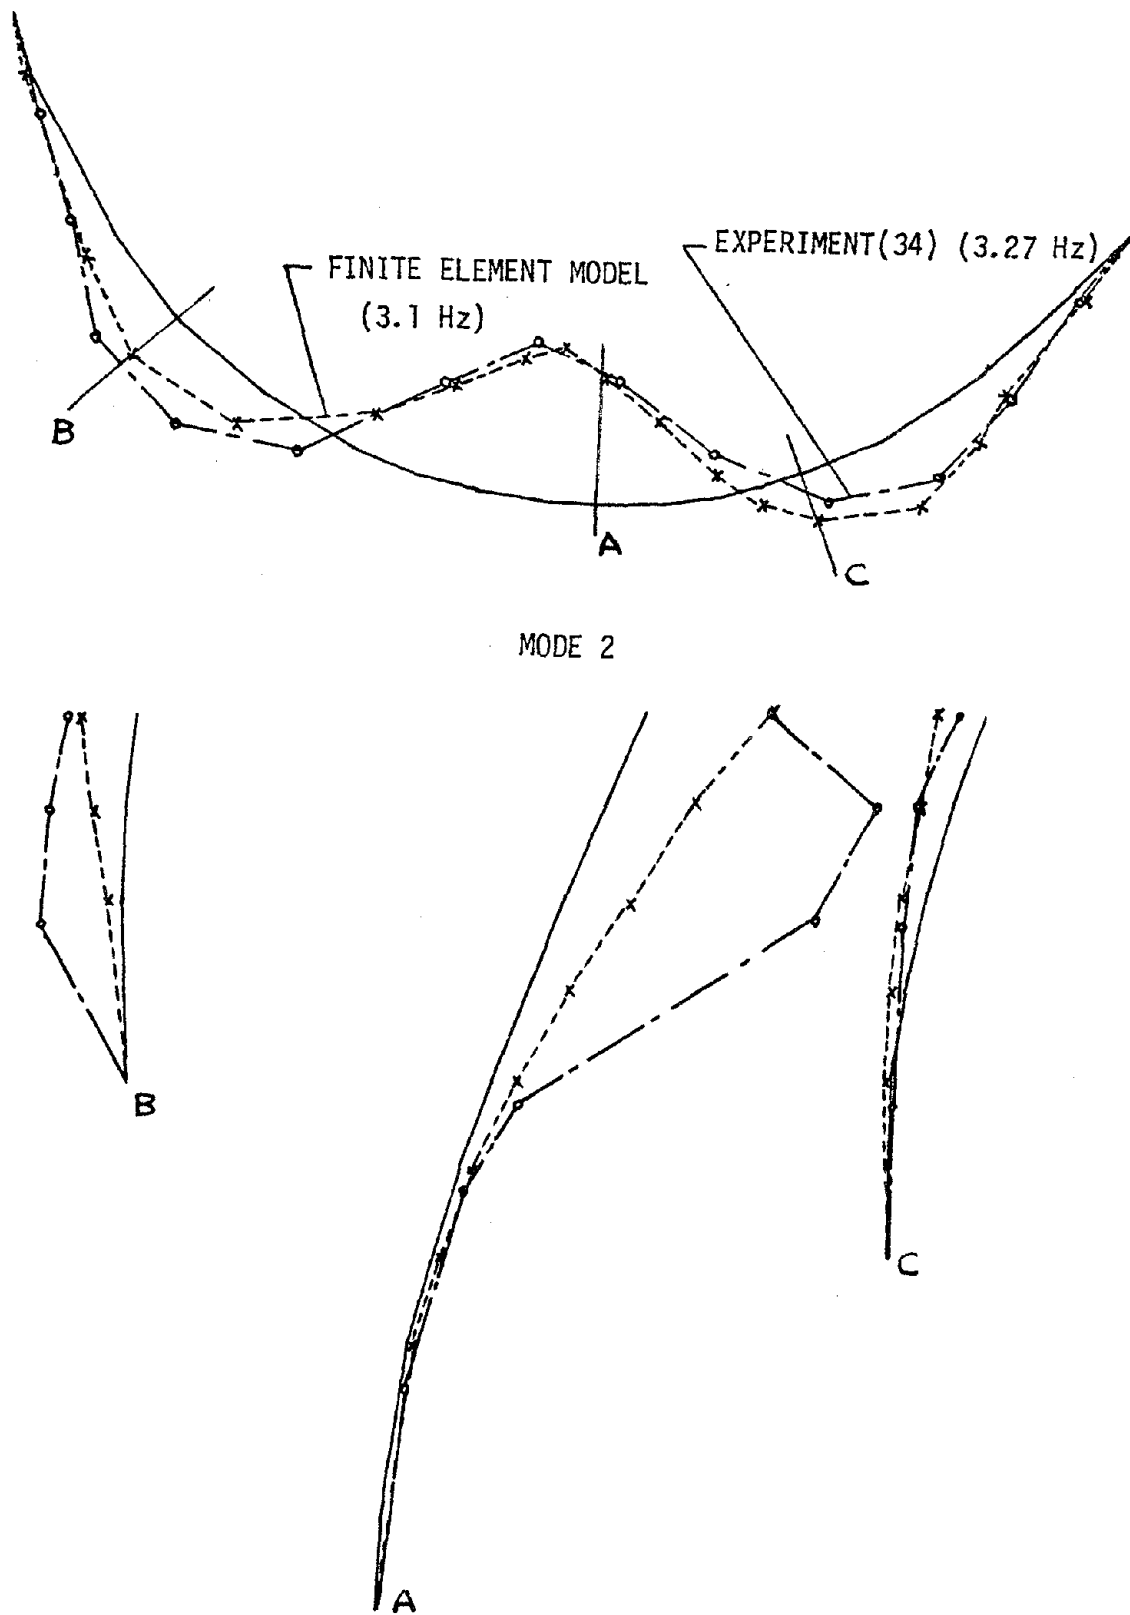 EXPERIMENT(34) (3.27 Hz)
FINITE ELEMENT MODEL
(3.1 Hz)
B
A
C
MODE 2
B
C
A